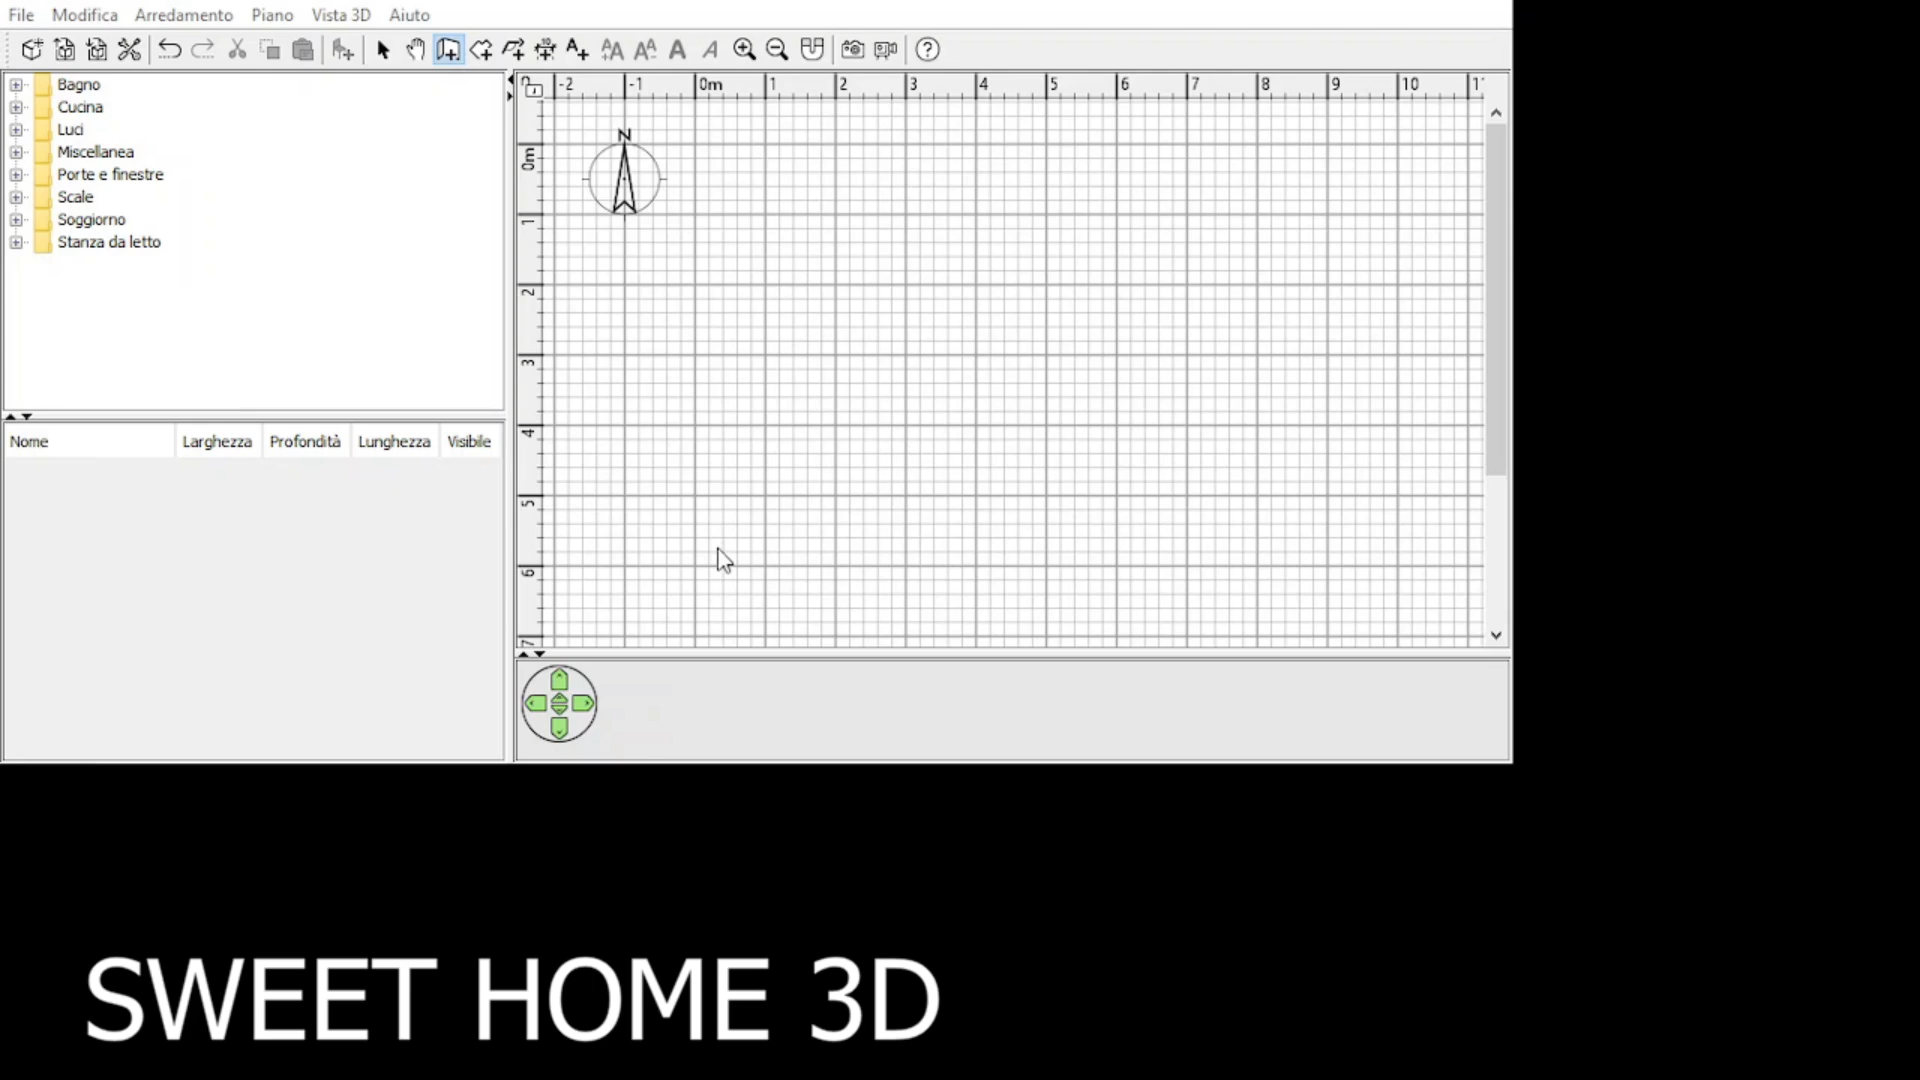 File Modifica Arredamento Piano Vista 3D Aiuto
Bagno
Cucina
Luci
Miscellanea
Porte e finestre
Scale
Soggiorno
Stanza da letto
Nome Larghezza Profondità Lunghezza Visibile
-2 -1 0m 1 2 3 4 5 6 7 8 9 10 11
N
0m
1
2
3
4
5
6
7
SWEET HOME 3D